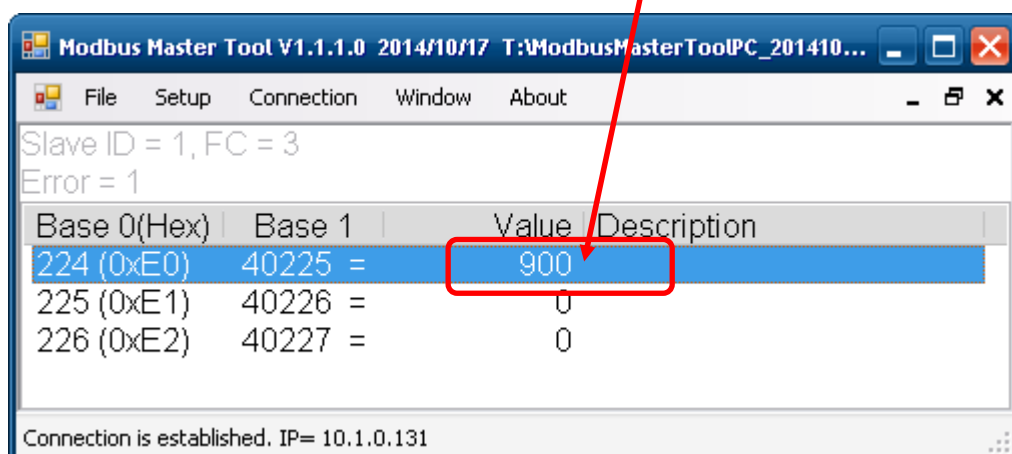 Modbus Master Tool V1.1.1.0 2014/10/17 T:\ModbusMasterTool\PC_201410...
File Setup Connection Window About
Slave ID = 1, FC = 3
Error = 1
Base 0(Hex) Base 1 Value Description
224 (0xE0) 40225 = 900
225 (0xE1) 40226 = 0
226 (0xE2) 40227 = 0
Connection is established. IP= 10.1.0.131